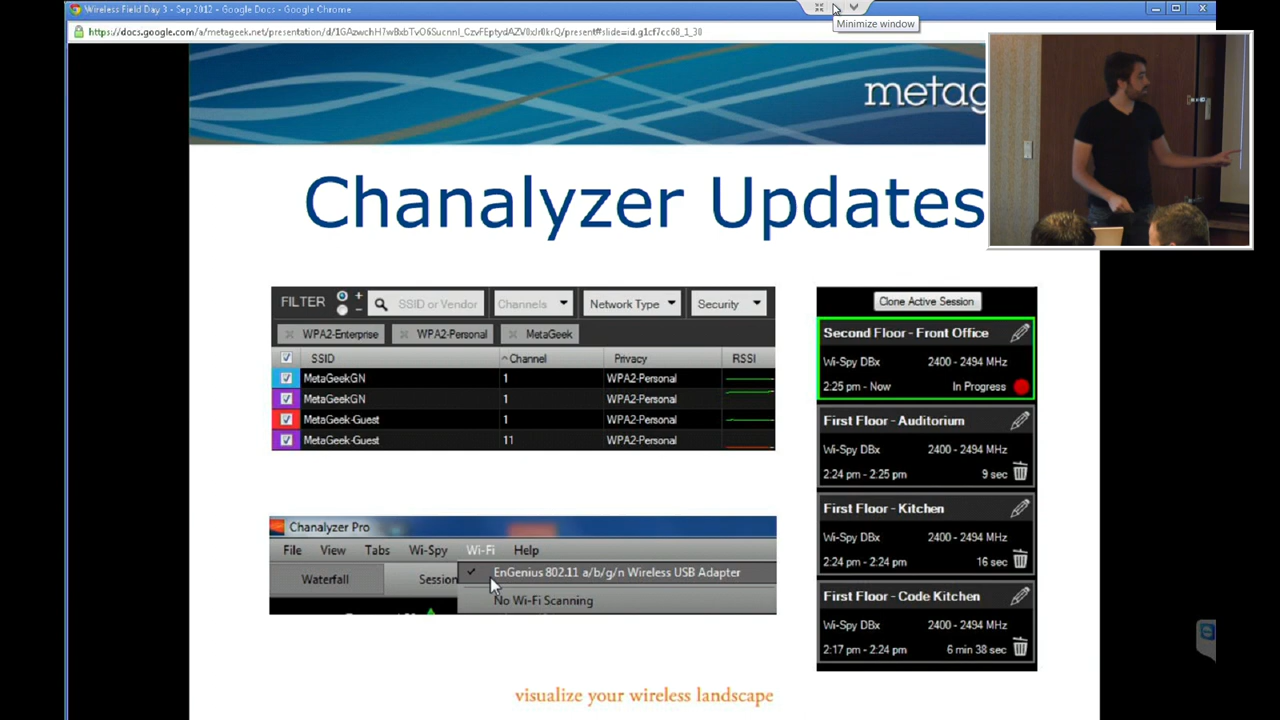 Wireless Field Day 3 - Sep 2012 - Google Docs - Google Chrome
Minimize window
metag
Chanalyzer Updates
FILTER + - SSID or Vendor Channels Network Type Security
WPA2-Enterprise WPA2-Personal MetaGeek
SSID Channel Privacy RSSI
MetaGeekGN 1 WPA2-Personal
MetaGeekGN 1 WPA2-Personal
MetaGeek-Guest 1 WPA2-Personal
MetaGeek-Guest 11 WPA2-Personal
Chanalyzer Pro
File View Tabs Wi-Spy Wi-Fi Help
Waterfall Session
EnGenius 802.11 a/b/g/n Wireless USB Adapter
No Wi-Fi Scanning
Clone Active Session
Second Floor - Front Office
Wi-Spy DBx 2400 - 2494 MHz
2:25 pm - Now In Progress
First Floor - Auditorium
Wi-Spy DBx 2400 - 2494 MHz
2:24 pm - 2:25 pm 9 sec
First Floor - Kitchen
Wi-Spy DBx 2400 - 2494 MHz
2:24 pm - 2:24 pm 16 sec
First Floor - Code Kitchen
Wi-Spy DBx 2400 - 2494 MHz
2:17 pm - 2:24 pm 6 min 38 sec
visualize your wireless landscape